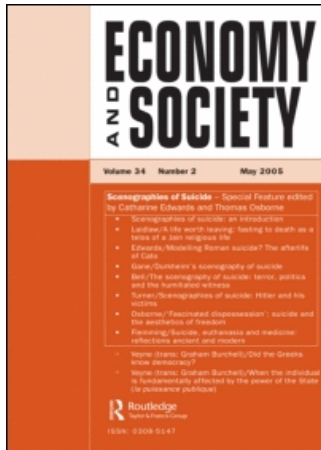 ECONOMY
AND SOCIETY
Volume 34 Number 2 May 2005
Scenographies of Suicide – Special Feature edited
by Catharine Edwards and Thomas Osborne
• Scenographies of suicide: an introduction
• Laidlaw/A life worth leaving: fasting to death as a
telos of a Jain religious life
• Edwards/Modelling Roman suicide? The afterlife
of Cato
• Gane/Durkheim's scenography of suicide
• Bell/The scenography of suicide: terror, politics
and the humiliated witness
• Turner/Scenographies of suicide: Hitler and his
victims
• Osborne/'Fascinated dispossession': suicide and
the aesthetics of freedom
• Flemming/Suicide, euthanasia and medicine:
reflections ancient and modern
– Veyne (trans: Graham Burchell)/Did the Greeks
know democracy?
– Veyne (trans: Graham Burchell)/When the individual
is fundamentally affected by the power of the State
(la puissance publique)
Routledge
Taylor & Francis Group
ISSN: 0308-5147